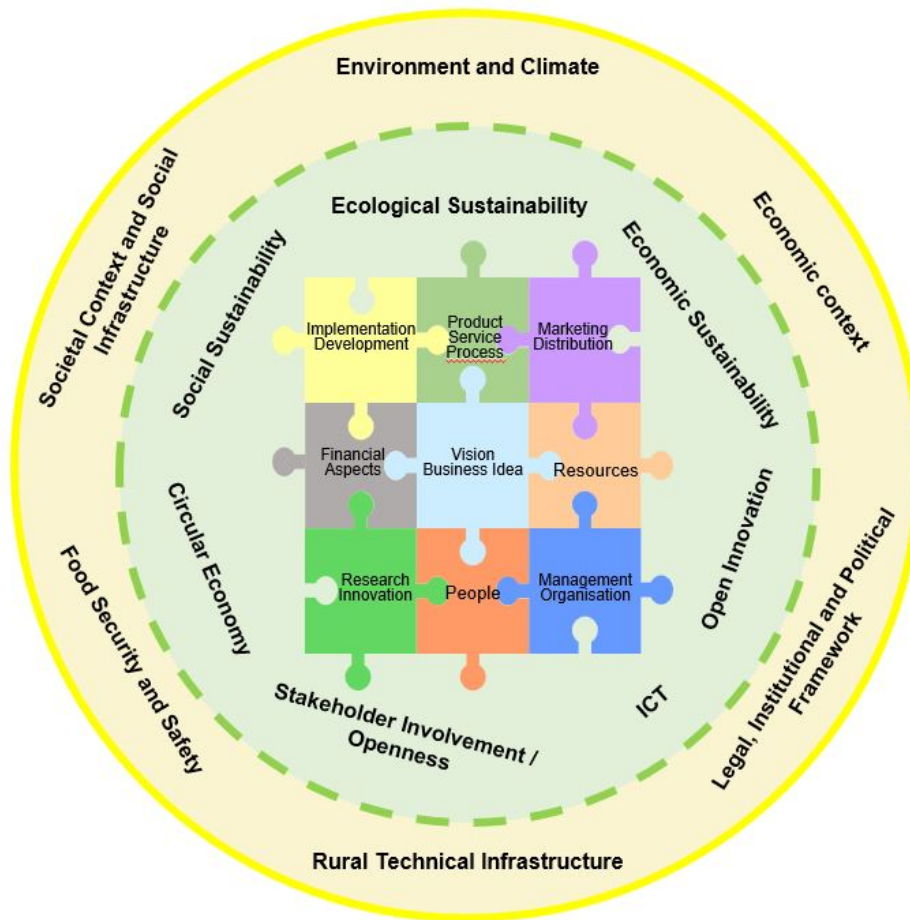 Environment and Climate
Societal Context and Social
Infrastructure
Economic context
Ecological Sustainability
Social Sustainability
Economic Sustainability
Implementation
Development
Product
Service
Process
Marketing
Distribution
Financial
Aspects
Vision
Business Idea
Resources
Research
Innovation
People
Management
Organisation
Circular Economy
Open Innovation
Stakeholder Involvement /
Openness
ICT
Food Security and Safety
Legal, Institutional and Political
Framework
Rural Technical Infrastructure